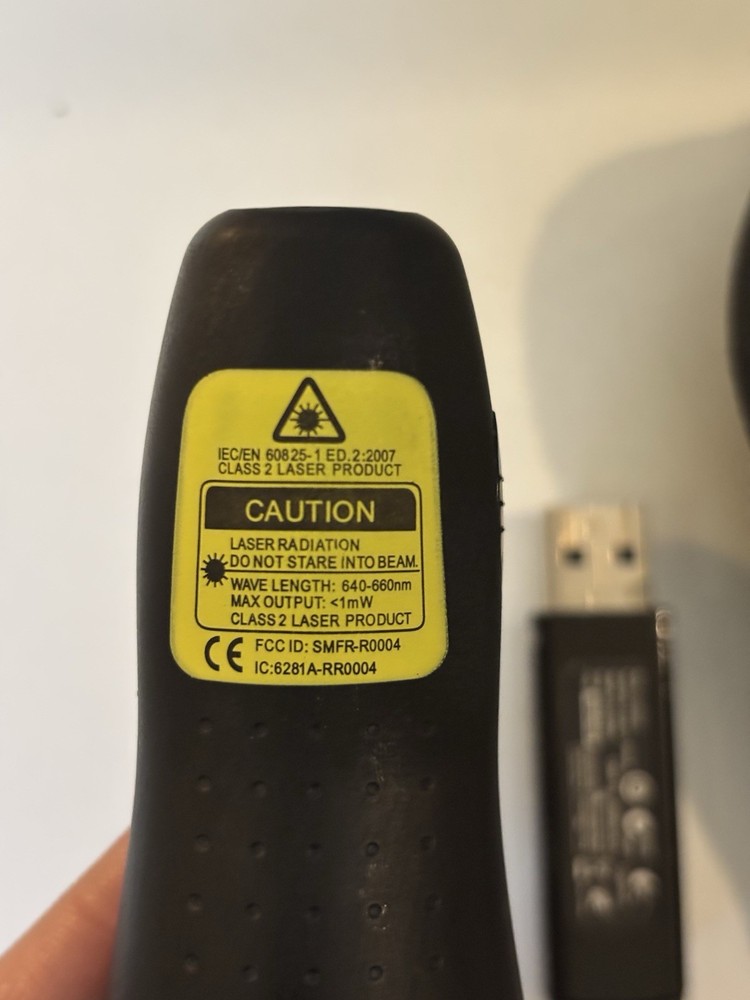 IEC/EN 60825-1 ED.2:2007
CLASS 2 LASER PRODUCT
CAUTION
LASER RADIATION
DO NOT STARE INTO BEAM.
WAVE LENGTH: 640-660nm
MAX OUTPUT: <1mW
CLASS 2 LASER PRODUCT
CE FCC ID: SMFR-R0004
IC:6281A-RR0004